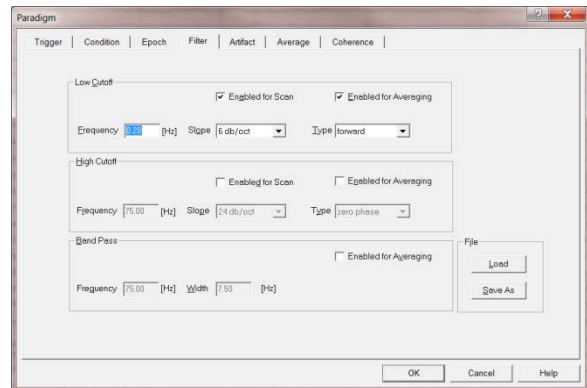 Paradigm
Trigger Condition Epoch Filter Artifact Average Coherence
Low Cutoff
Enabled for Scan Enabled for Averaging
Frequency 0.20 [Hz] Slope 6 db/oct Type forward
High Cutoff
Enabled for Scan Enabled for Averaging
Frequency 75.00 [Hz] Slope 24 db/oct Type zero phase
Band Pass
Enabled for Averaging
Frequency 75.00 [Hz] Width 7.50 [Hz]
File
Load
Save As
OK Cancel Help